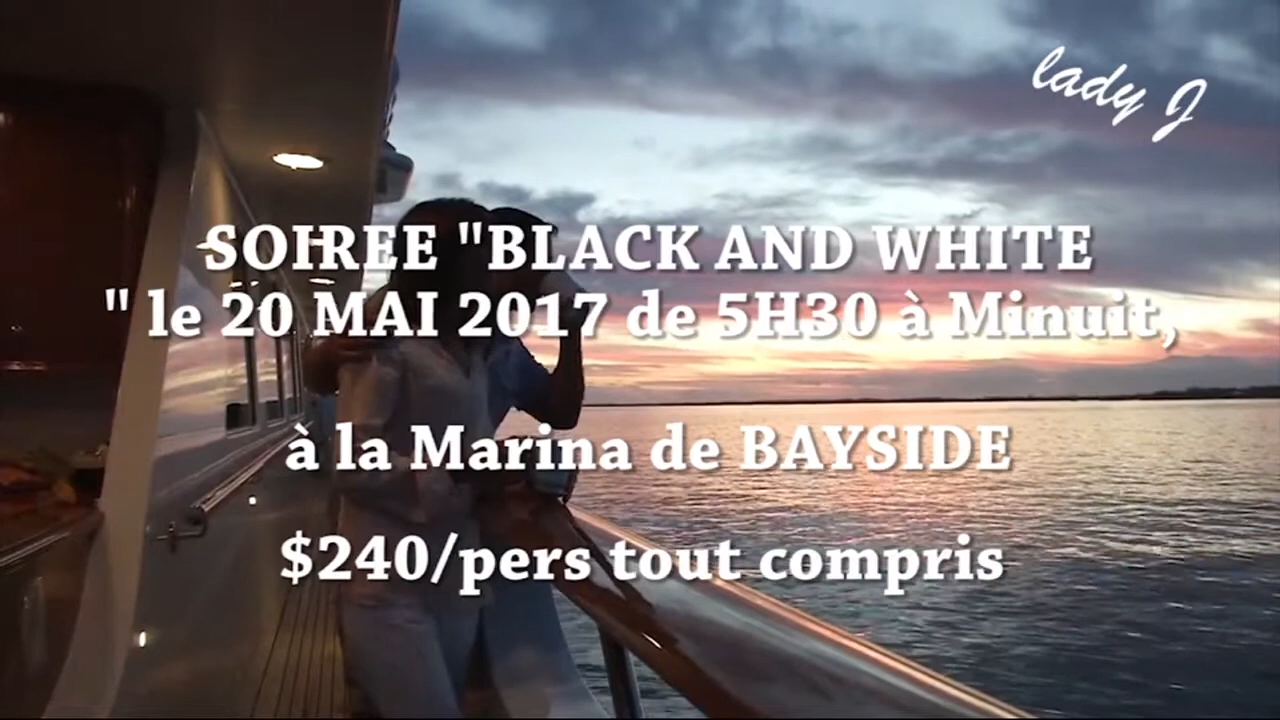 lady J
SOIREE "BLACK AND WHITE
" le 20 MAI 2017 de 5H30 à Minuit,
à la Marina de BAYSIDE
$240/pers tout compris